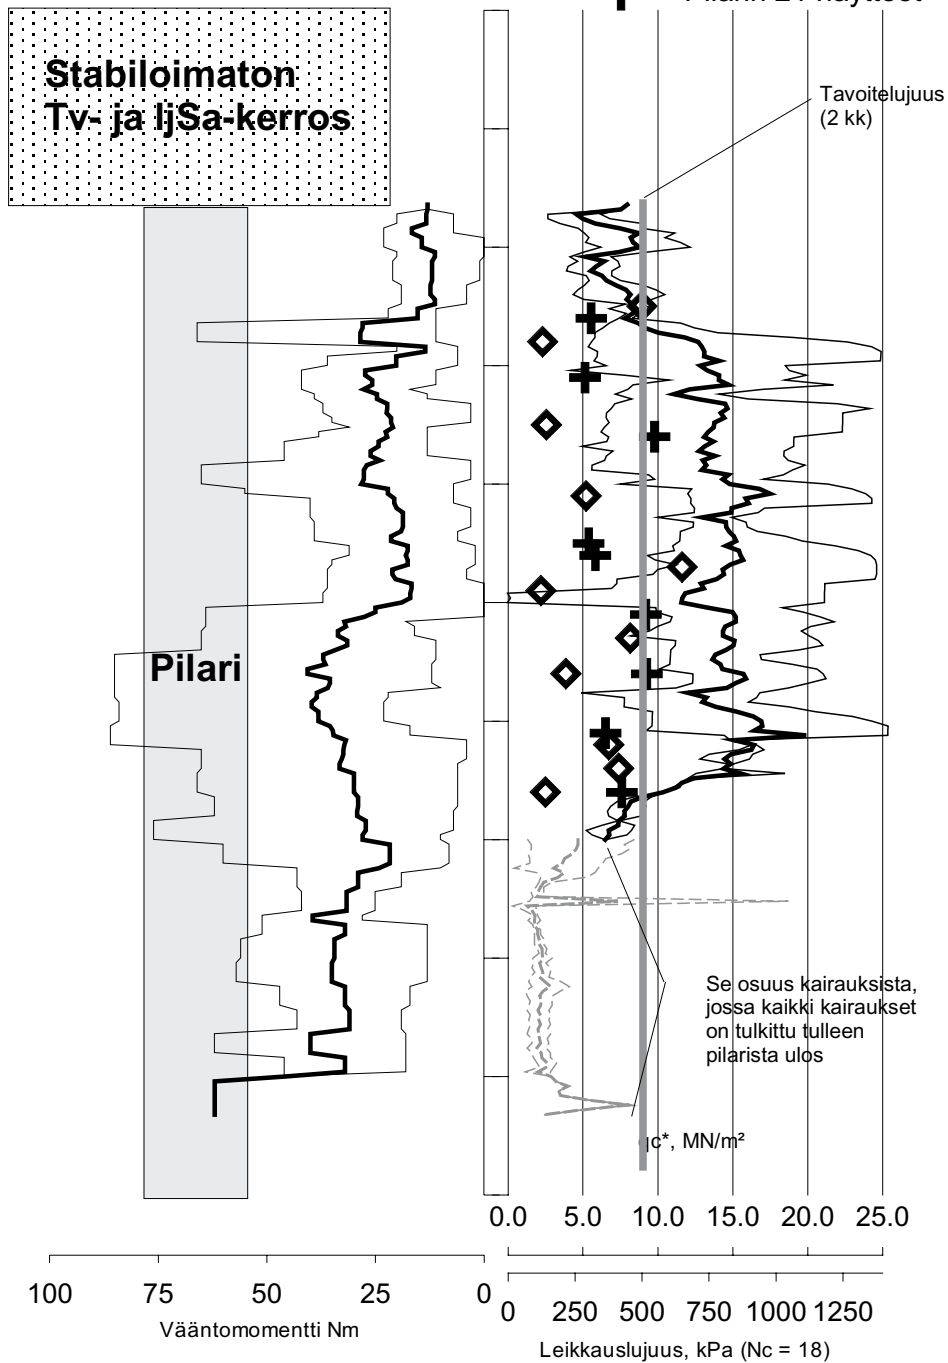 Pilarin 21 näytteet
Stabiloimaton
Tv- ja ljSa-kerros
Tavoitelujuus
(2 kk)
Pilari
Se osuus kairauksista,
jossa kaikki kairaukset
on tulkittu tulleen
pilarista ulos
qc*, MN/m²
0.0 5.0 10.0 15.0 20.0 25.0
100 75 50 25 0
Vääntomomentti Nm
0 250 500 750 1000 1250
Leikkauslujuus, kPa (Nc = 18)